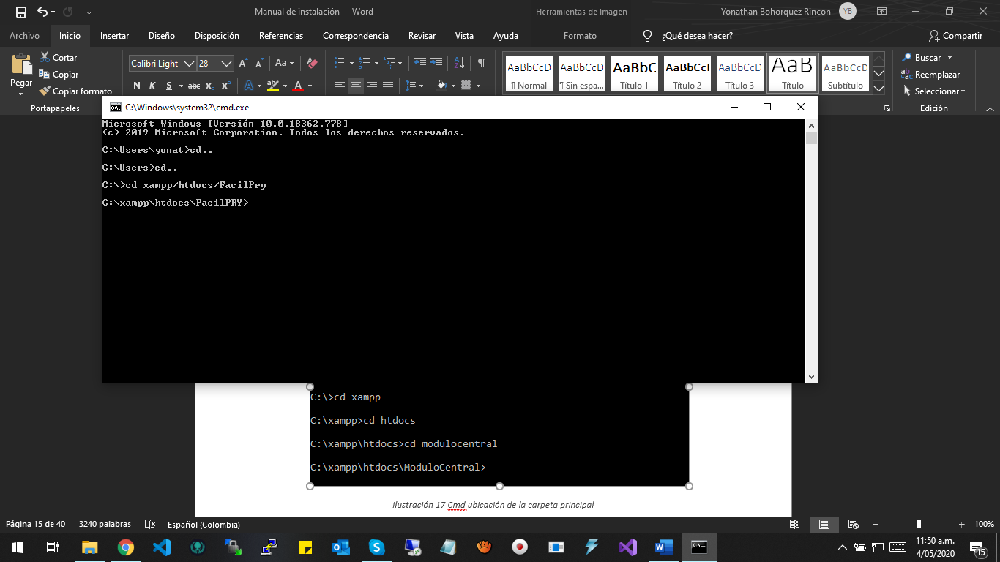 Manual de instalación - Word
Herramientas de imagen
Yonathan Bohorquez Rincon
YB
Archivo
Inicio
Insertar
Diseño
Disposición
Referencias
Correspondencia
Revisar
Vista
Ayuda
Formato
¿Qué desea hacer?
Compartir
Pegar
Cortar
Copiar
Copiar formato
Portapapeles
Calibri Light
28
Aa
N K S abc x₂ x²
AaBbCcD
¶ Normal
AaBbCcD
¶ Sin espa...
AaBbC
Título 1
AaBbCcI
Título 2
AaBbCcD
Título 3
AaB
Título
AaBbCcD
Subtítulo
Buscar
Reemplazar
Seleccionar
Edición
C:\Windows\system32\cmd.exe
Microsoft Windows [Versión 10.0.18362.778]
(c) 2019 Microsoft Corporation. Todos los derechos reservados.
C:\Users\yonat>cd..
C:\Users>cd..
C:\>cd xampp/htdocs/FacilPry
C:\xampp\htdocs\FacilPRY>
C:\>cd xampp
C:\xampp>cd htdocs
C:\xampp\htdocs>cd modulocentral
C:\xampp\htdocs\ModuloCentral>
Ilustración 17 Cmd ubicación de la carpeta principal
Página 15 de 40
3240 palabras
Español (Colombia)
100%
11:50 a.m.
4/05/2020
15